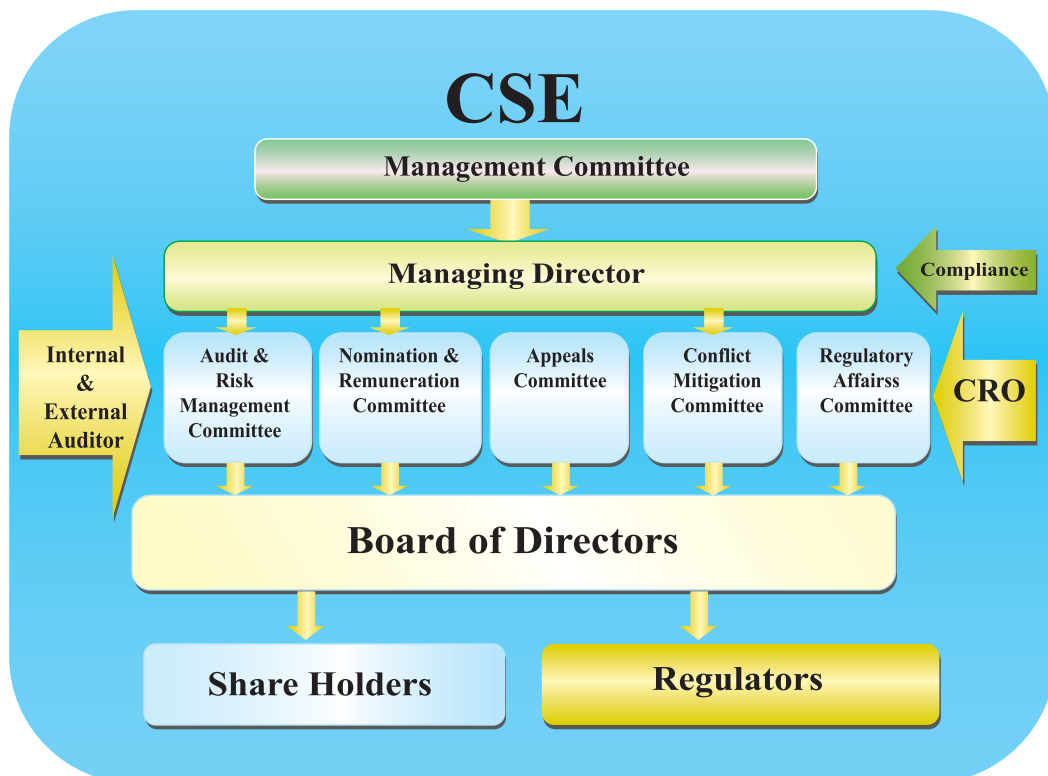 CSE
Management Committee
Managing Director
Compliance
Internal
&
External
Auditor
Audit &
Risk
Management
Committee
Nomination &
Remuneration
Committee
Appeals
Committee
Conflict
Mitigation
Committee
Regulatory
Affairss
Committee
CRO
Board of Directors
Share Holders
Regulators